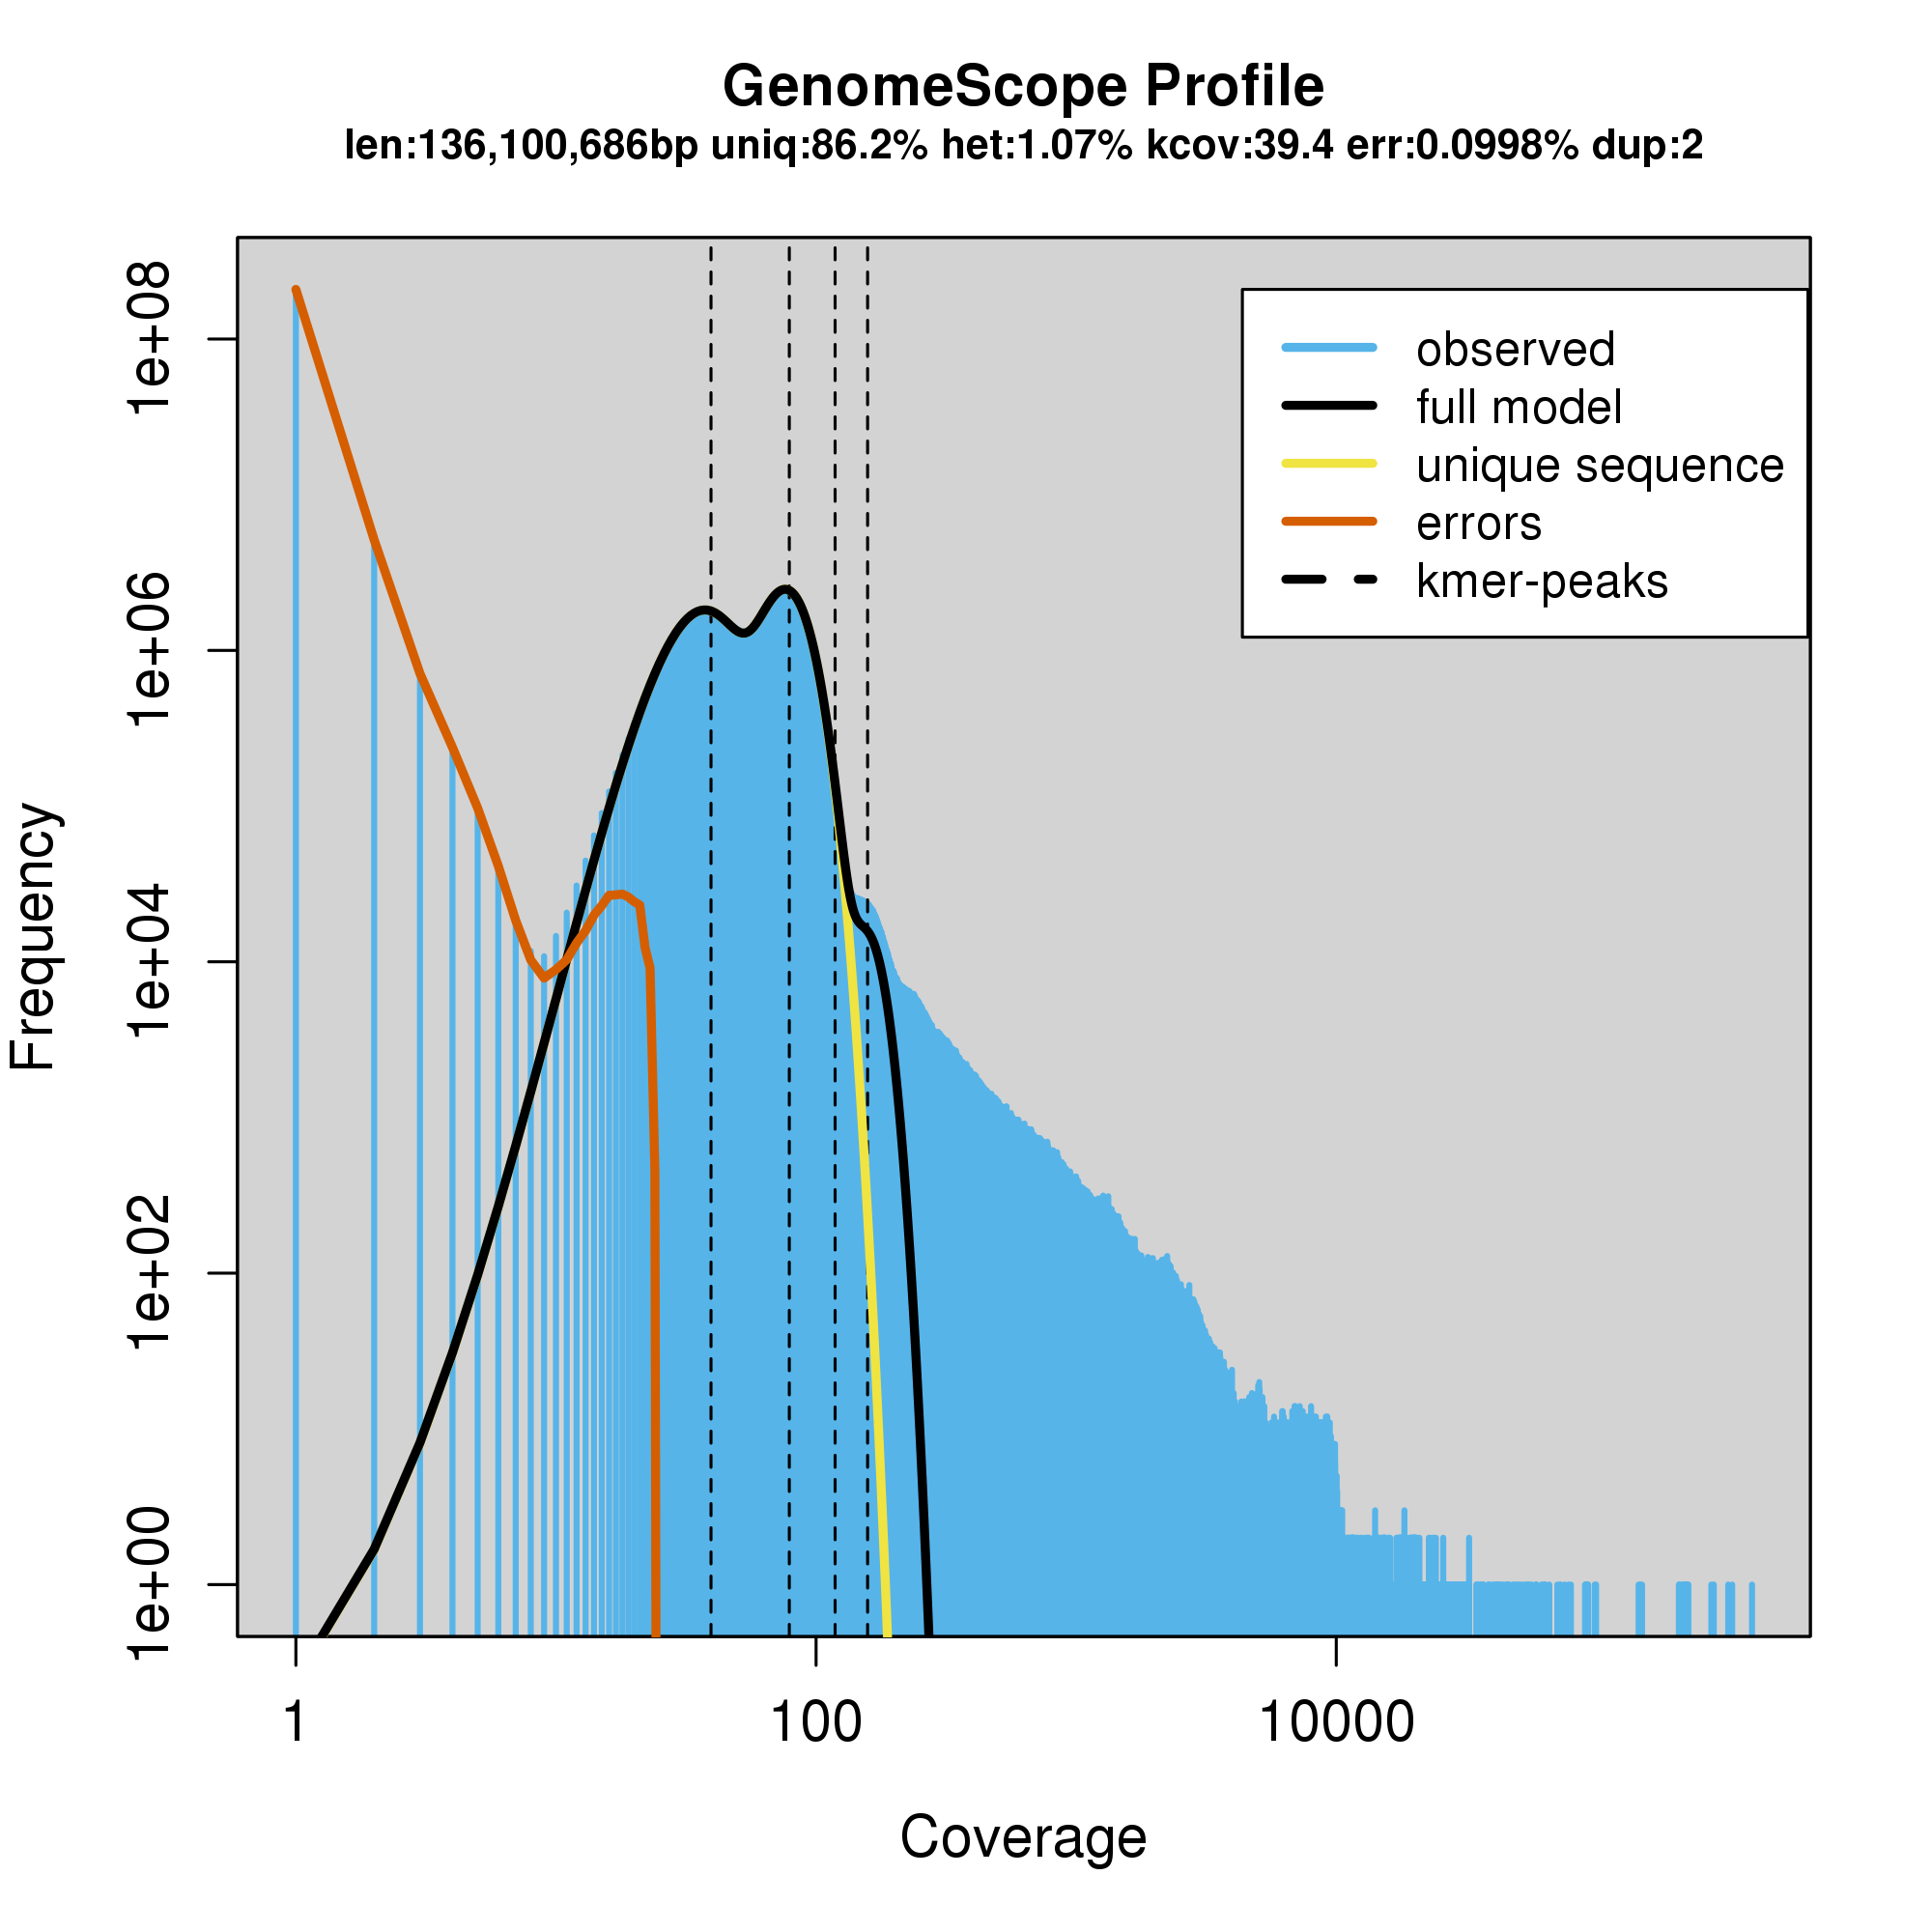 GenomeScope Profile
len:136,100,686bp uniq:86.2% het:1.07% kcov:39.4 err:0.0998% dup:2
observed
full model
unique sequence
errors
kmer-peaks
Frequency
1e+08
1e+06
1e+04
1e+02
1e+00
1
100
10000
Coverage